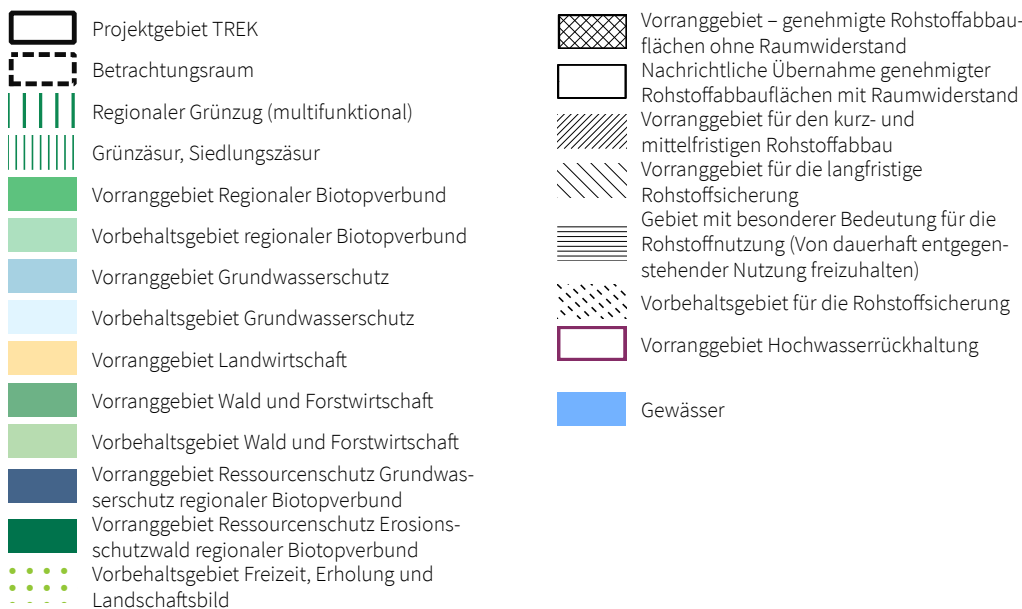 Projektgebiet TREK
Betrachtungsraum
Regionaler Grünzug (multifunktional)
Grünzäsur, Siedlungszäsur
Vorranggebiet Regionaler Biotopverbund
Vorbehaltsgebiet regionaler Biotopverbund
Vorranggebiet Grundwasserschutz
Vorbehaltsgebiet Grundwasserschutz
Vorranggebiet Landwirtschaft
Vorranggebiet Wald und Forstwirtschaft
Vorbehaltsgebiet Wald und Forstwirtschaft
Vorranggebiet Ressourcenschutz Grundwas-
serschutz regionaler Biotopverbund
Vorranggebiet Ressourcenschutz Erosions-
schutzwald regionaler Biotopverbund
Vorbehaltsgebiet Freizeit, Erholung und
Landschaftsbild
Vorranggebiet – genehmigte Rohstoffabbau-
flächen ohne Raumwiderstand
Nachrichtliche Übernahme genehmigter
Rohstoffabbauflächen mit Raumwiderstand
Vorranggebiet für den kurz- und
mittelfristigen Rohstoffabbau
Vorranggebiet für die langfristige
Rohstoffsicherung
Gebiet mit besonderer Bedeutung für die
Rohstoffnutzung (Von dauerhaft entgegen-
stehender Nutzung freizuhalten)
Vorbehaltsgebiet für die Rohstoffsicherung
Vorranggebiet Hochwasserrückhaltung
Gewässer